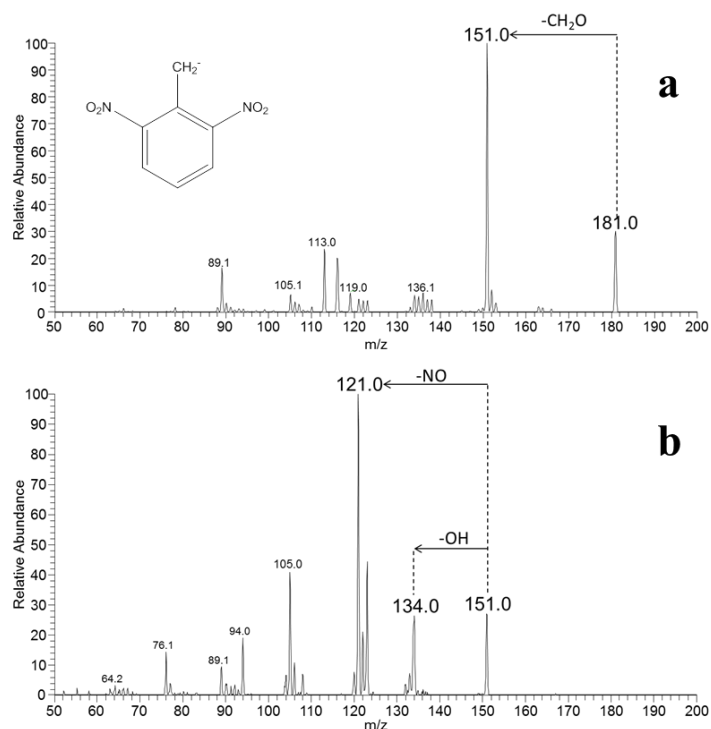 a
-CH₂O
151.0
181.0
CH₂⁻
O₂N
NO₂
113.0
89.1
105.1
119.0
136.1
Relative Abundance
100
90
80
70
60
50
40
30
20
10
0
50 60 70 80 90 100 110 120 130 140 150 160 170 180 190 200
m/z
b
-NO
121.0
-OH
134.0
151.0
105.0
94.0
76.1
89.1
64.2
Relative Abundance
100
90
80
70
60
50
40
30
20
10
0
50 60 70 80 90 100 110 120 130 140 150 160 170 180 190 200
m/z